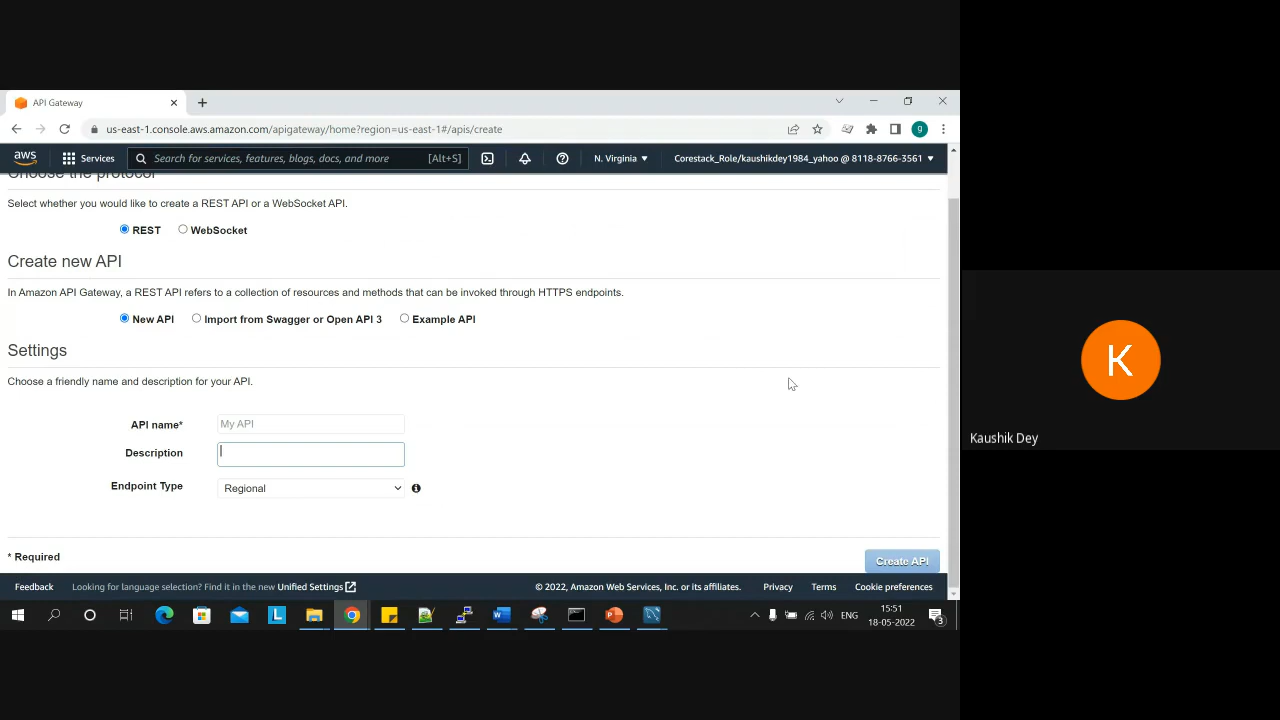 API Gateway
us-east-1.console.aws.amazon.com/apigateway/home?region=us-east-1#/apis/create
g
aws
Services
Search for services, features, blogs, docs, and more
[Alt+S]
N. Virginia
Corestack_Role/kaushikdey1984_yahoo @ 8118-8766-3561
Choose the protocol
Select whether you would like to create a REST API or a WebSocket API.
REST
WebSocket
Create new API
In Amazon API Gateway, a REST API refers to a collection of resources and methods that can be invoked through HTTPS endpoints.
New API
Import from Swagger or Open API 3
Example API
Settings
Choose a friendly name and description for your API.
API name*
My API
Description
Endpoint Type
Regional
* Required
Create API
Feedback
Looking for language selection? Find it in the new Unified Settings
© 2022, Amazon Web Services, Inc. or its affiliates.
Privacy
Terms
Cookie preferences
L
W
P
ENG
15:51
18-05-2022
3
K
Kaushik Dey